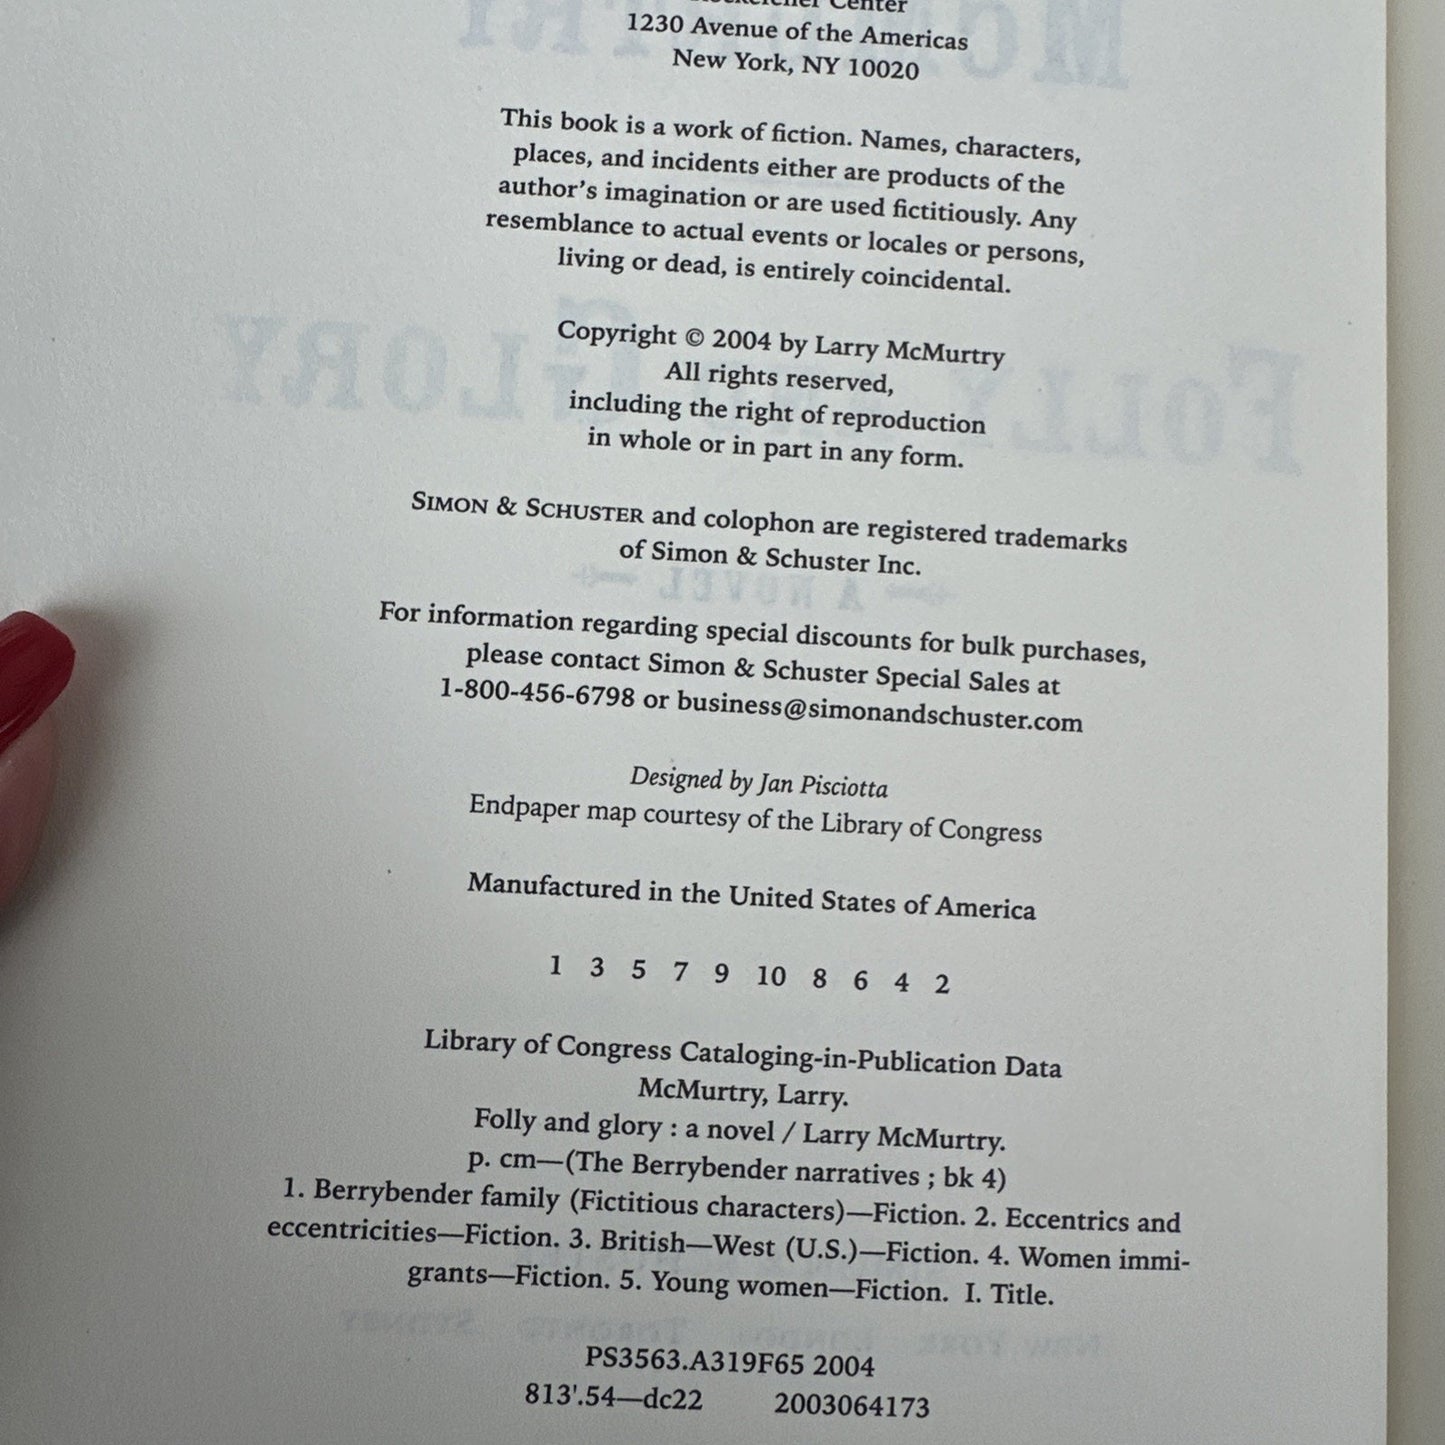 Center
1230 Avenue of the Americas
New York, NY 10020
This book is a work of fiction. Names, characters,
places, and incidents either are products of the
author's imagination or are used fictitiously. Any
resemblance to actual events or locales or persons,
living or dead, is entirely coincidental.
Copyright © 2004 by Larry McMurtry
All rights reserved,
including the right of reproduction
in whole or in part in any form.
SIMON & SCHUSTER and colophon are registered trademarks
of Simon & Schuster Inc.
For information regarding special discounts for bulk purchases,
please contact Simon & Schuster Special Sales at
1-800-456-6798 or business@simonandschuster.com
Designed by Jan Pisciotta
Endpaper map courtesy of the Library of Congress
Manufactured in the United States of America
1 3 5 7 9 10 8 6 4 2
Library of Congress Cataloging-in-Publication Data
McMurtry, Larry.
Folly and glory : a novel / Larry McMurtry.
p. cm—(The Berrybender narratives ; bk 4)
1. Berrybender family (Fictitious characters)—Fiction. 2. Eccentrics and
eccentricities—Fiction. 3. British—West (U.S.)—Fiction. 4. Women immi-
grants—Fiction. 5. Young women—Fiction. I. Title.
PS3563.A319F65 2004
813'.54—dc22 2003064173